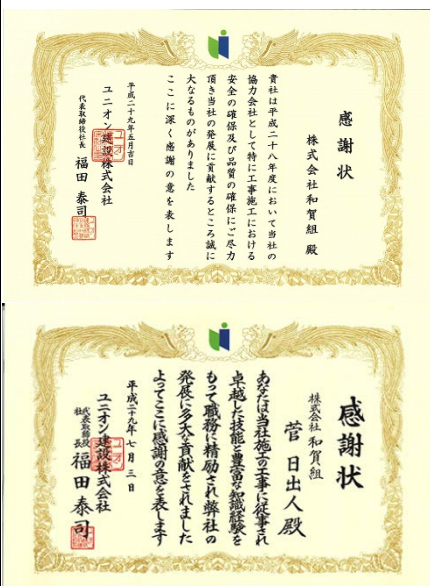 感謝状
株式会社和賀組 殿
貴社は平成二十八年度において当社の
協力会社として特に工事施工における
安全の確保及び品質の確保にご尽力
頂き当社の発展に貢献するところ誠に
大なるものがありました
ここに深く感謝の意を表します
平成二十九年五月吉日
ユニオン建設株式会社
代表取締役社長 福田 泰司
感謝状
株式会社 和賀組
菅 日出人 殿
あなたは当社施工の工事に従事され
卓越した技能と豊富な知識経験を
もって職務に精励され弊社の
発展に多大な貢献をされました
よってここに感謝の意を表します
平成二十九年七月三日
ユニオン建設株式会社
代表取締役社長 福田泰司